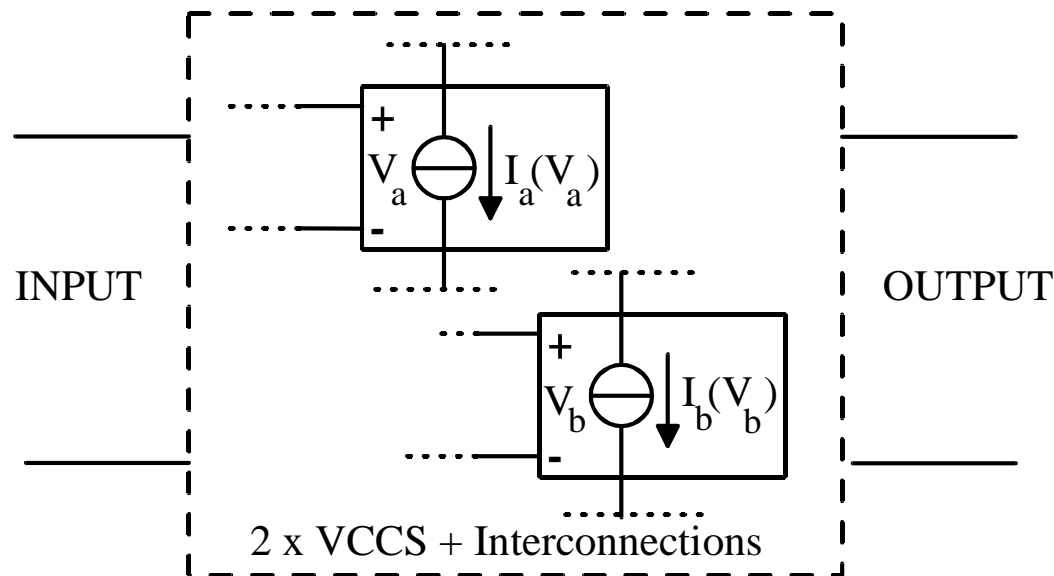 +
V_a
I_a(V_a)
-
INPUT
OUTPUT
+
V_b
I_b(V_b)
-
2 x VCCS + Interconnections